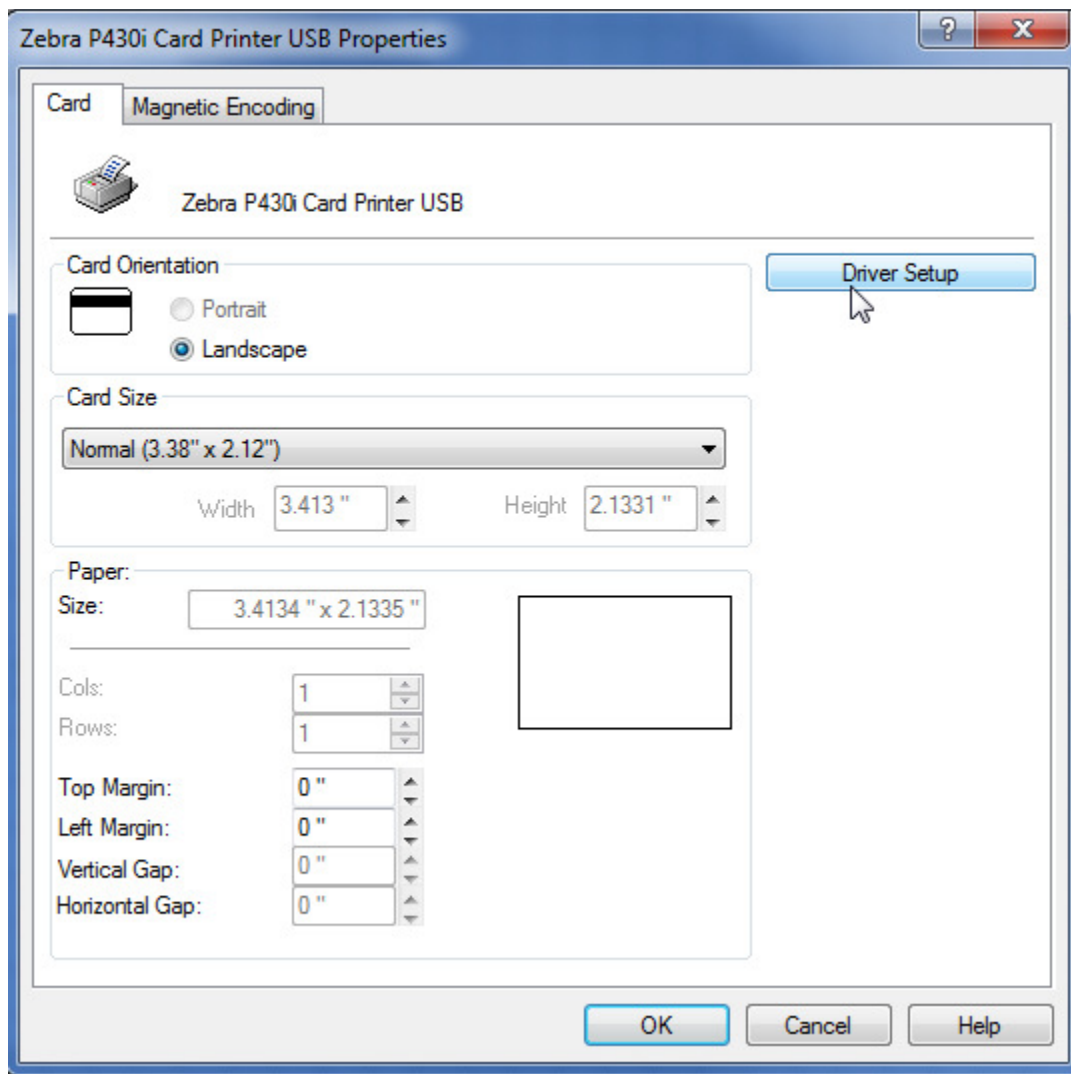 Zebra P430i Card Printer USB Properties
?
X
Card
Magnetic Encoding
Zebra P430i Card Printer USB
Card Orientation
Driver Setup
Portrait
Landscape
Card Size
Normal (3.38" x 2.12")
Width 3.413 " Height 2.1331 "
Paper:
Size: 3.4134 " x 2.1335 "
Cols: 1
Rows: 1
Top Margin: 0 "
Left Margin: 0 "
Vertical Gap: 0 "
Horizontal Gap: 0 "
OK Cancel Help